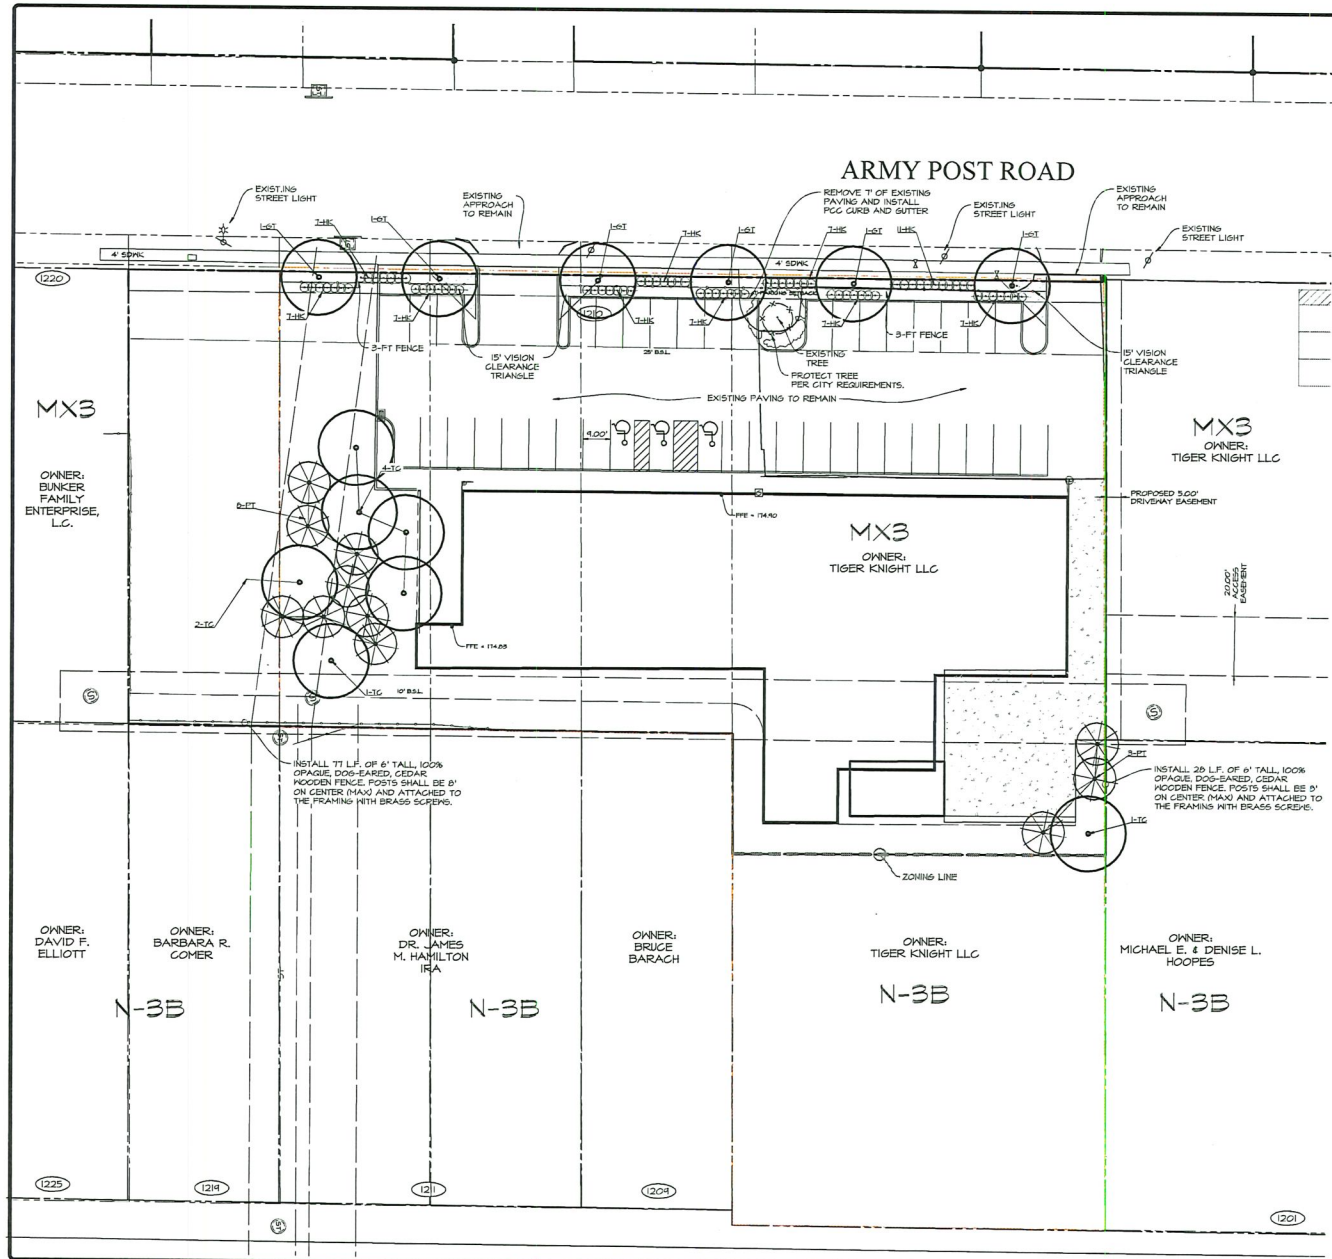 ARMY POST ROAD
EXISTING
STREET LIGHT
EXISTING
APPROACH
TO REMAIN
REMOVE 7' OF EXISTING
PAVING AND INSTALL
PCC CURB AND GUTTER
EXISTING
STREET LIGHT
EXISTING
APPROACH
TO REMAIN
EXISTING
STREET LIGHT
1-GT
7-HK
1-GT
1-GT
7-HK
1-GT
7-HK
1-GT
11-HK
1-GT
4' SDWK
4' SDWK
1220
1210
7-HK
7-HK
7-HK
7-HK
7-HK
7-HK
3-FT FENCE
15' VISION
CLEARANCE
TRIANGLE
25' B.S.L.
EXISTING
TREE
PROTECT TREE
PER CITY REQUIREMENTS.
3-FT FENCE
15' VISION
CLEARANCE
TRIANGLE
EXISTING PAVING TO REMAIN
MX3
OWNER:
BUNKER
FAMILY
ENTERPRISE,
L.C.
9.00'
MX3
OWNER:
TIGER KNIGHT LLC
4-TC
8-PT
PROPOSED 5.00'
DRIVEWAY EASEMENT
FFE = 174.90
MX3
OWNER:
TIGER KNIGHT LLC
20.00'
ACCESS
EASEMENT
2-TC
FFE = 174.85
1-TC
10' B.S.L.
S
S
S
ST
INSTALL 77 L.F. OF 6' TALL, 100%
OPAQUE, DOG-EARED, CEDAR
WOODEN FENCE. POSTS SHALL BE 8'
ON CENTER (MAX) AND ATTACHED TO
THE FRAMING WITH BRASS SCREWS.
3-PT
INSTALL 28 L.F. OF 6' TALL, 100%
OPAQUE, DOG-EARED, CEDAR
WOODEN FENCE. POSTS SHALL BE 8'
ON CENTER (MAX) AND ATTACHED TO
THE FRAMING WITH BRASS SCREWS.
1-TC
ZONING LINE
OWNER:
DAVID F.
ELLIOTT
OWNER:
BARBARA R.
COMER
OWNER:
DR. JAMES
M. HAMILTON
IRA
OWNER:
BRUCE
BARACH
OWNER:
TIGER KNIGHT LLC
OWNER:
MICHAEL E. & DENISE L.
HOOPES
ST
N-3B
N-3B
N-3B
N-3B
1225
1219
1211
1209
1201
ST